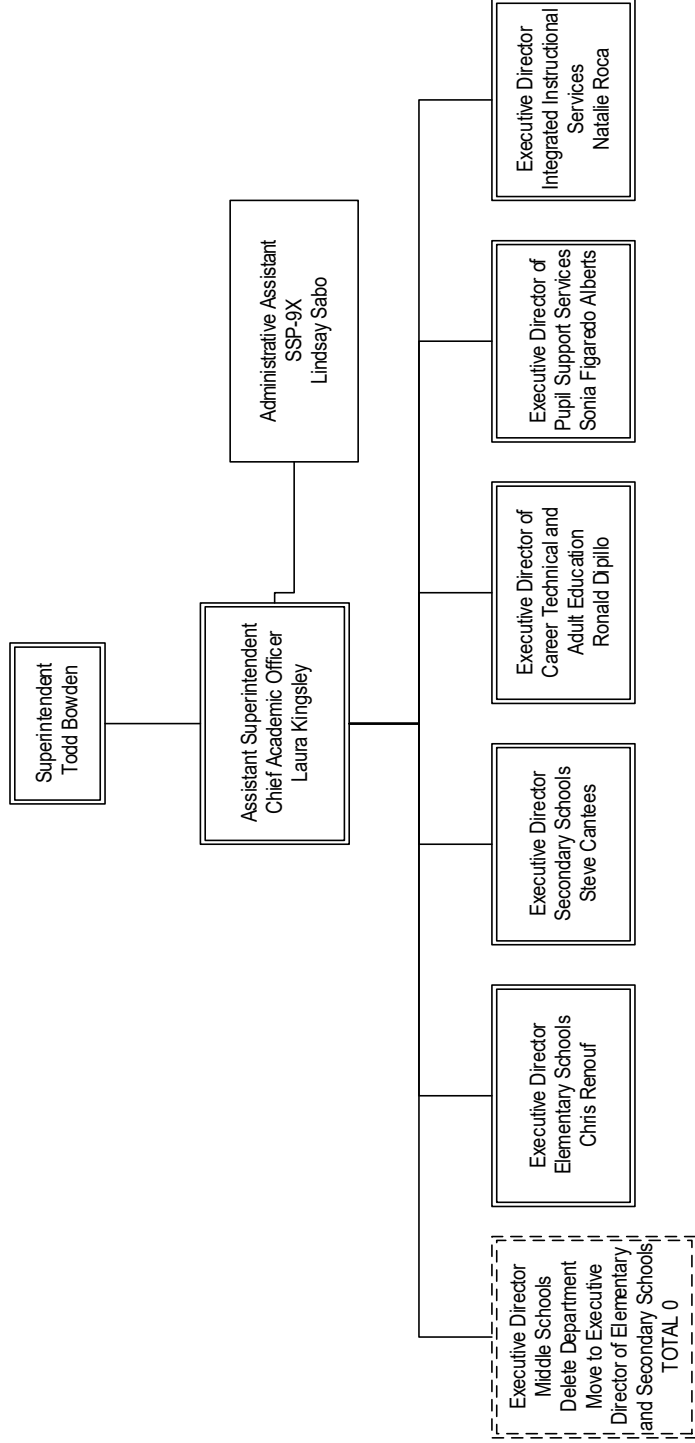 Superintendent
Todd Bowden
Assistant Superintendent
Chief Academic Officer
Laura Kingsley
Administrative Assistant
SSP-9X
Lindsay Sabo
Executive Director
Middle Schools
Delete Department
Move to Executive
Director of Elementary
and Secondary Schools
TOTAL 0
Executive Director
Elementary Schools
Chris Renouf
Executive Director
Secondary Schools
Steve Cantees
Executive Director of
Career Technical and
Adult Education
Ronald Dipillo
Executive Director of
Pupil Support Services
Sonia Figaredo Alberts
Executive Director
Integrated Instructional
Services
Natalie Roca